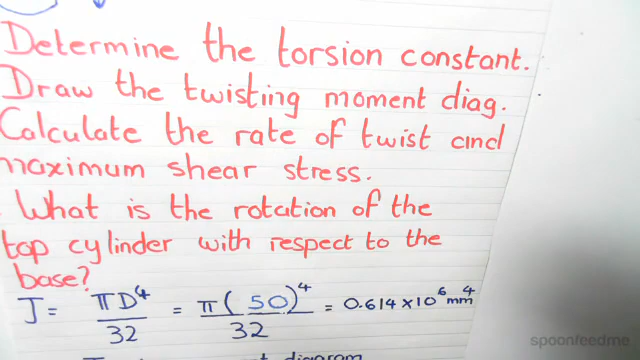 Determine the torsion constant.
Draw the twisting moment diag.
Calculate the rate of twist and
maximum shear stress.
What is the rotation of the
top cylinder with respect to the
base?
J = πD⁴/32 = π(50)⁴/32 = 0.614 × 10⁶ mm⁴
diagram
spoonfeedme